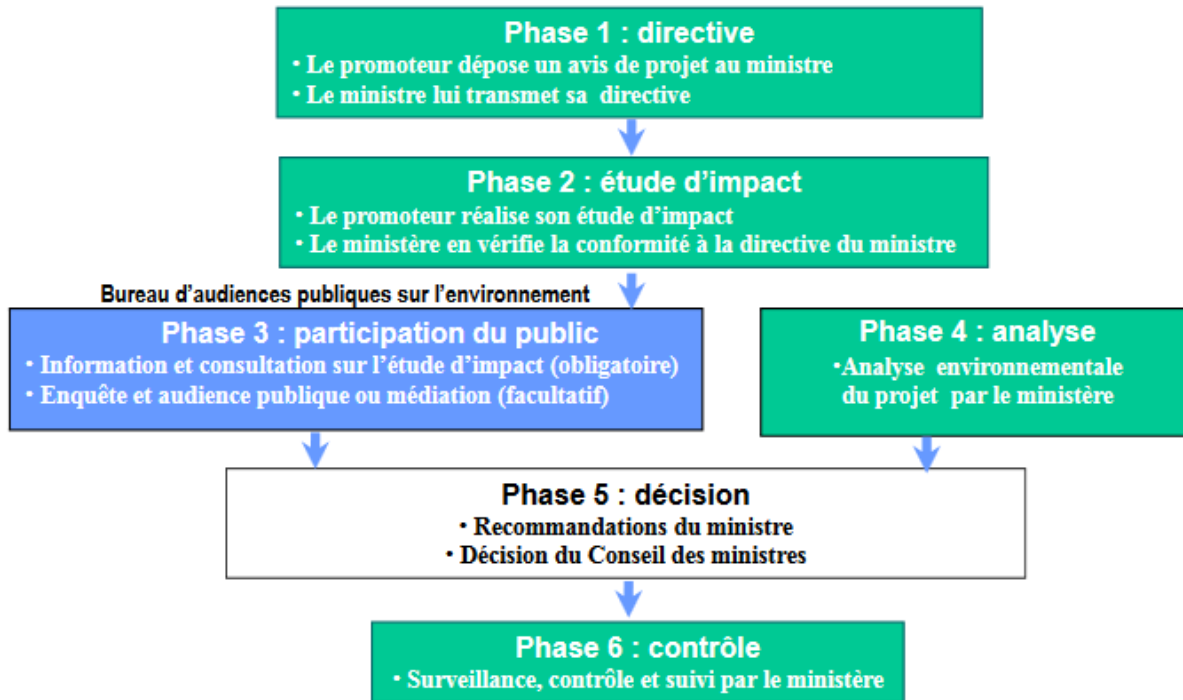 Phase 1 : directive
• Le promoteur dépose un avis de projet au ministre
• Le ministre lui transmet sa directive
Phase 2 : étude d’impact
• Le promoteur réalise son étude d’impact
• Le ministère en vérifie la conformité à la directive du ministre
Bureau d’audiences publiques sur l’environnement
Phase 3 : participation du public
• Information et consultation sur l’étude d’impact (obligatoire)
• Enquête et audience publique ou médiation (facultatif)
Phase 4 : analyse
•Analyse environnementale
du projet par le ministère
Phase 5 : décision
• Recommandations du ministre
• Décision du Conseil des ministres
Phase 6 : contrôle
• Surveillance, contrôle et suivi par le ministère